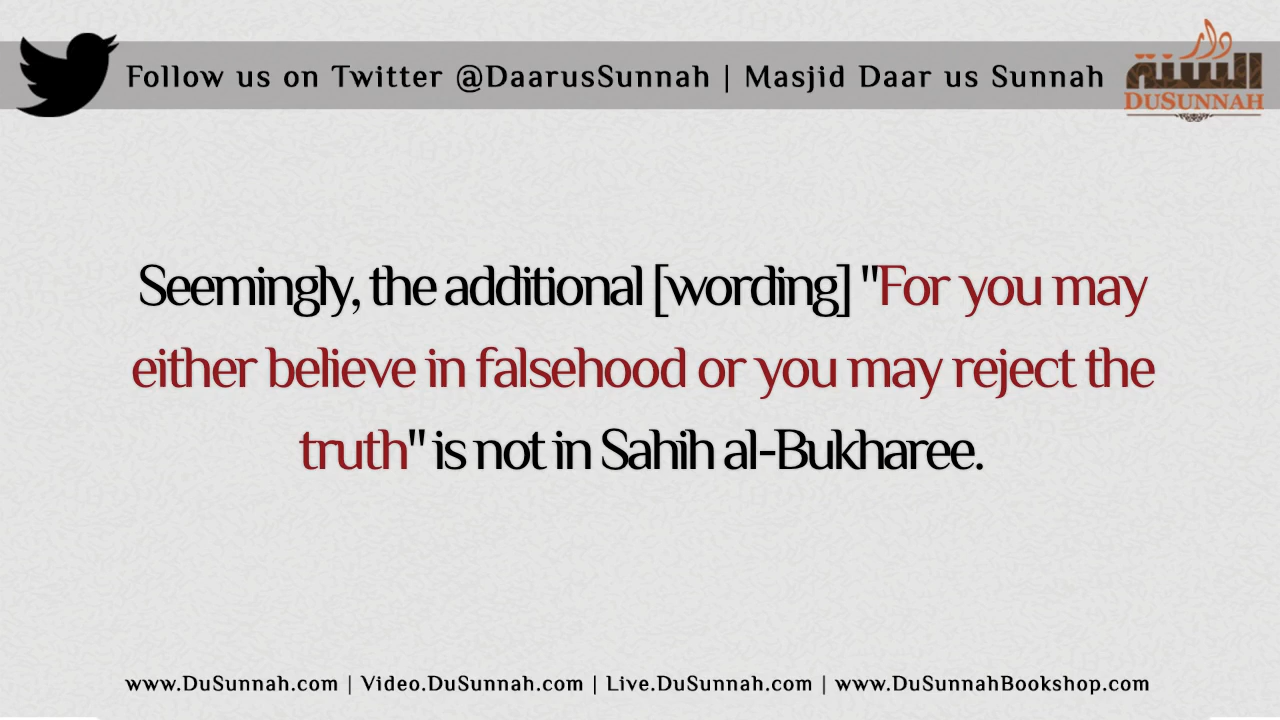 Follow us on Twitter @DaarusSunnah | Masjid Daar us Sunnah
دار
السنة
DUSUNNAH
Seemingly, the additional [wording] "For you may
either believe in falsehood or you may reject the
truth" is not in Sahih al-Bukharee.
www.DuSunnah.com | Video.DuSunnah.com | Live.DuSunnah.com | www.DuSunnahBookshop.com